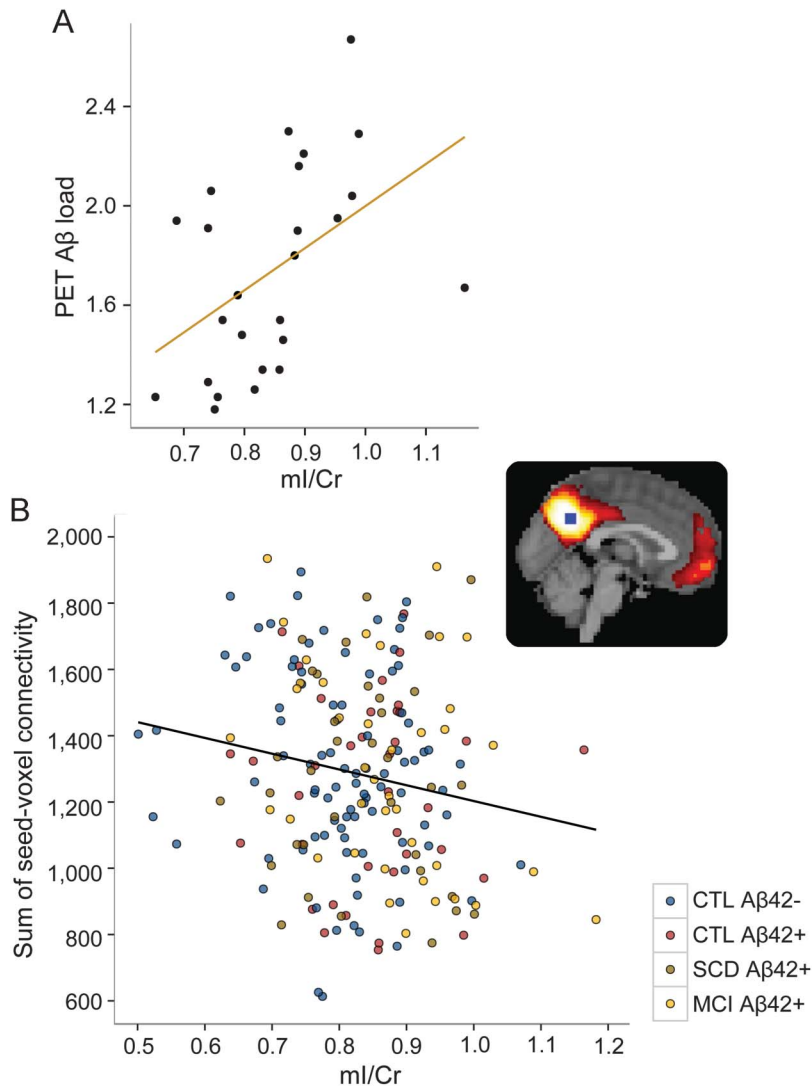 A
2.4
2.0
1.6
1.2
PET Aβ load
0.7 0.8 0.9 1.0 1.1
mI/Cr
B
2,000
1,800
1,600
1,400
1,200
1,000
800
600
Sum of seed-voxel connectivity
0.5 0.6 0.7 0.8 0.9 1.0 1.1 1.2
mI/Cr
CTL Aβ42-
CTL Aβ42+
SCD Aβ42+
MCI Aβ42+